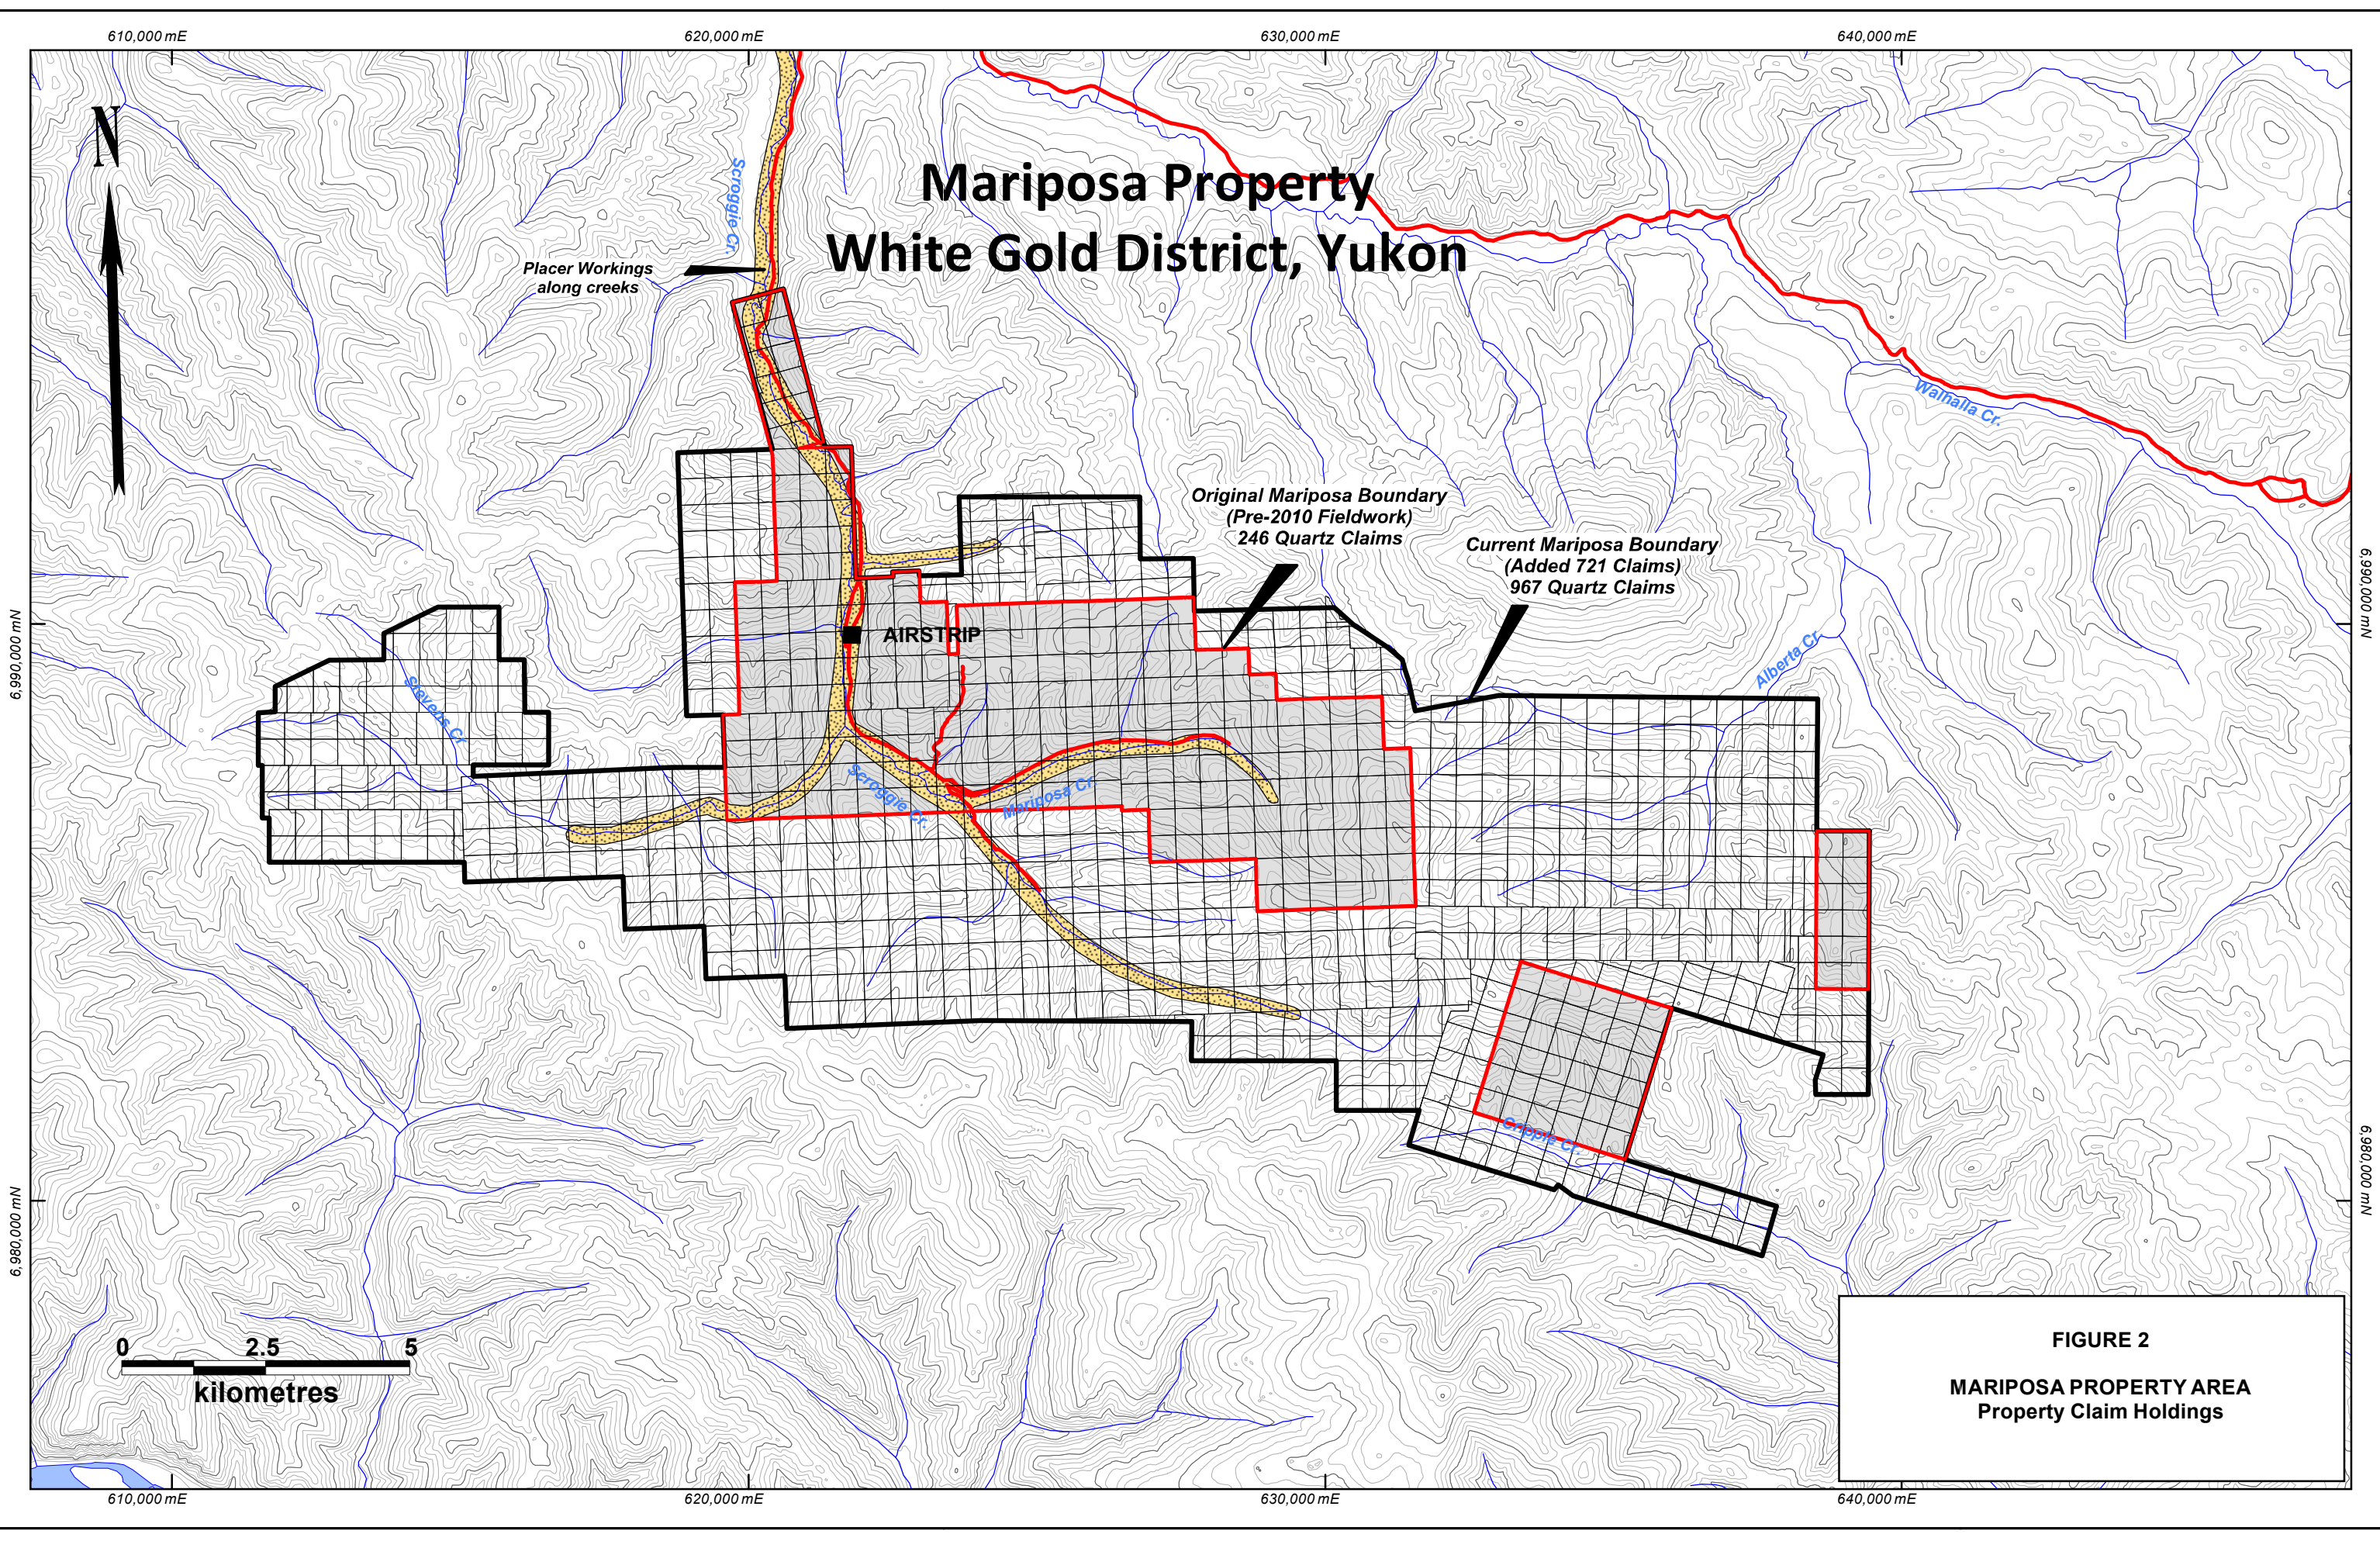 610,000 mE
620,000 mE
630,000 mE
640,000 mE
N
Mariposa Property
White Gold District, Yukon
Scroggie Cr.
Placer Workings
along creeks
Walhalla Cr.
Original Mariposa Boundary
(Pre-2010 Fieldwork)
246 Quartz Claims
Current Mariposa Boundary
(Added 721 Claims)
967 Quartz Claims
6,990,000 mN
6,990,000 mN
AIRSTRIP
Alberta Cr.
Stevens Cr.
Scroggie Cr.
Mariposa Cr.
Cripple Cr.
6,980,000 mN
6,980,000 mN
0 2.5 5
kilometres
FIGURE 2
MARIPOSA PROPERTY AREA
Property Claim Holdings
610,000 mE
620,000 mE
630,000 mE
640,000 mE